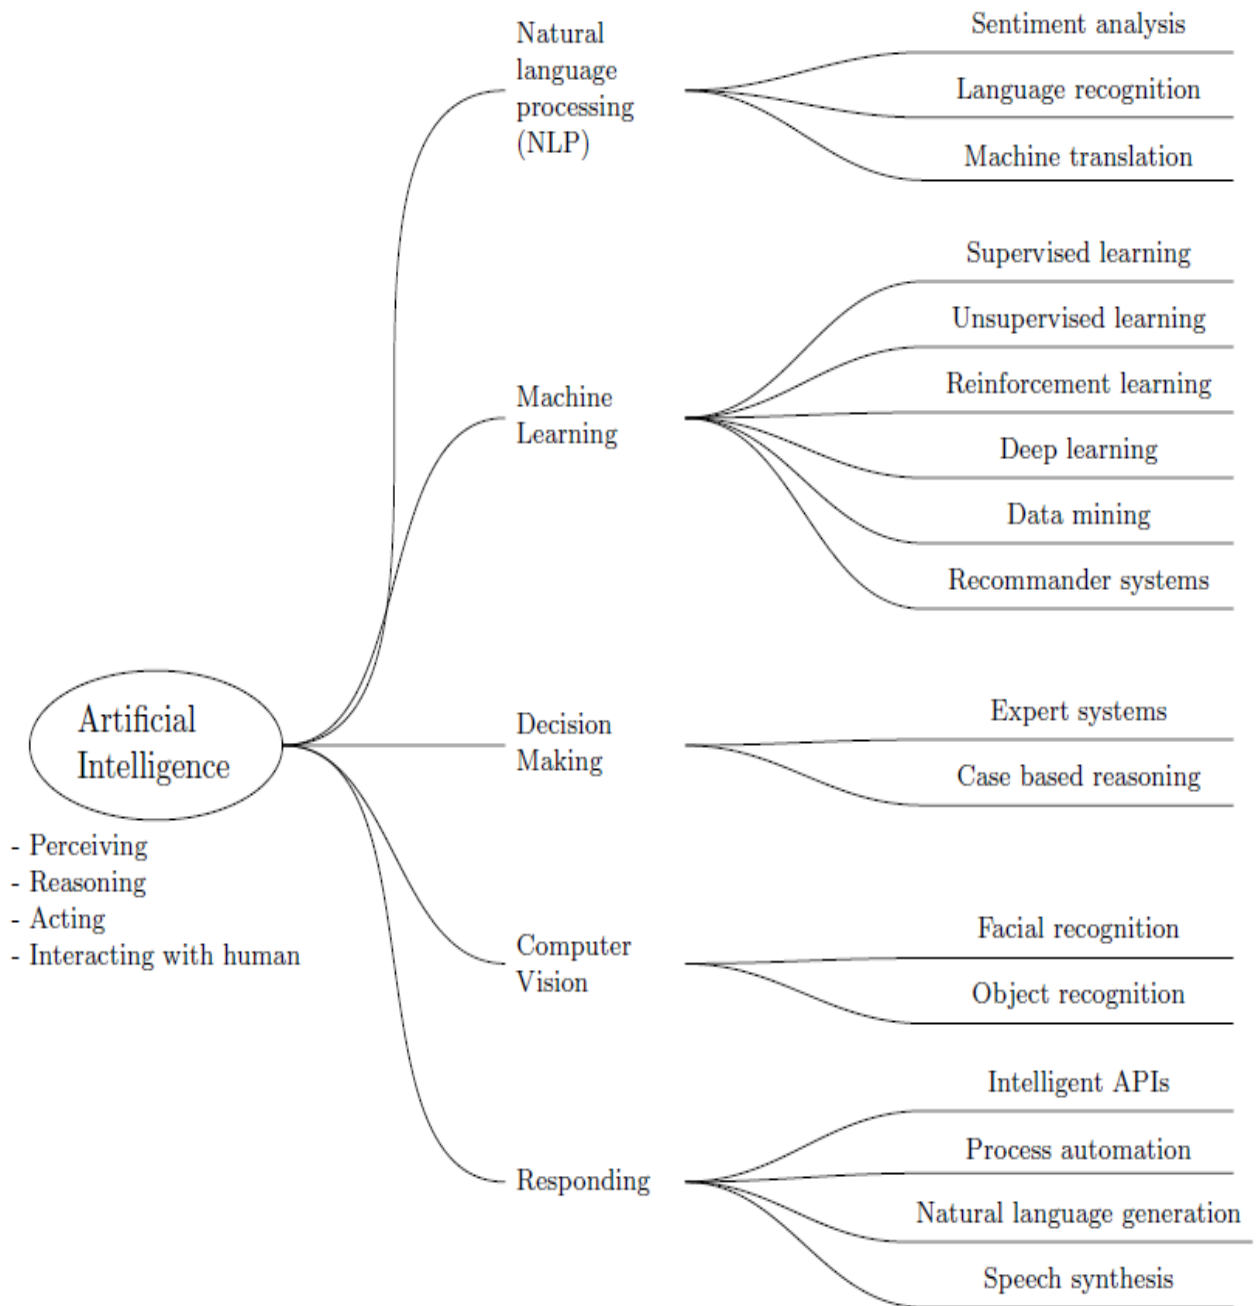 Natural
language
processing
(NLP)
Sentiment analysis
Language recognition
Machine translation
Machine
Learning
Supervised learning
Unsupervised learning
Reinforcement learning
Deep learning
Data mining
Recommander systems
Artificial
Intelligence
- Perceiving
- Reasoning
- Acting
- Interacting with human
Decision
Making
Expert systems
Case based reasoning
Computer
Vision
Facial recognition
Object recognition
Responding
Intelligent APIs
Process automation
Natural language generation
Speech synthesis